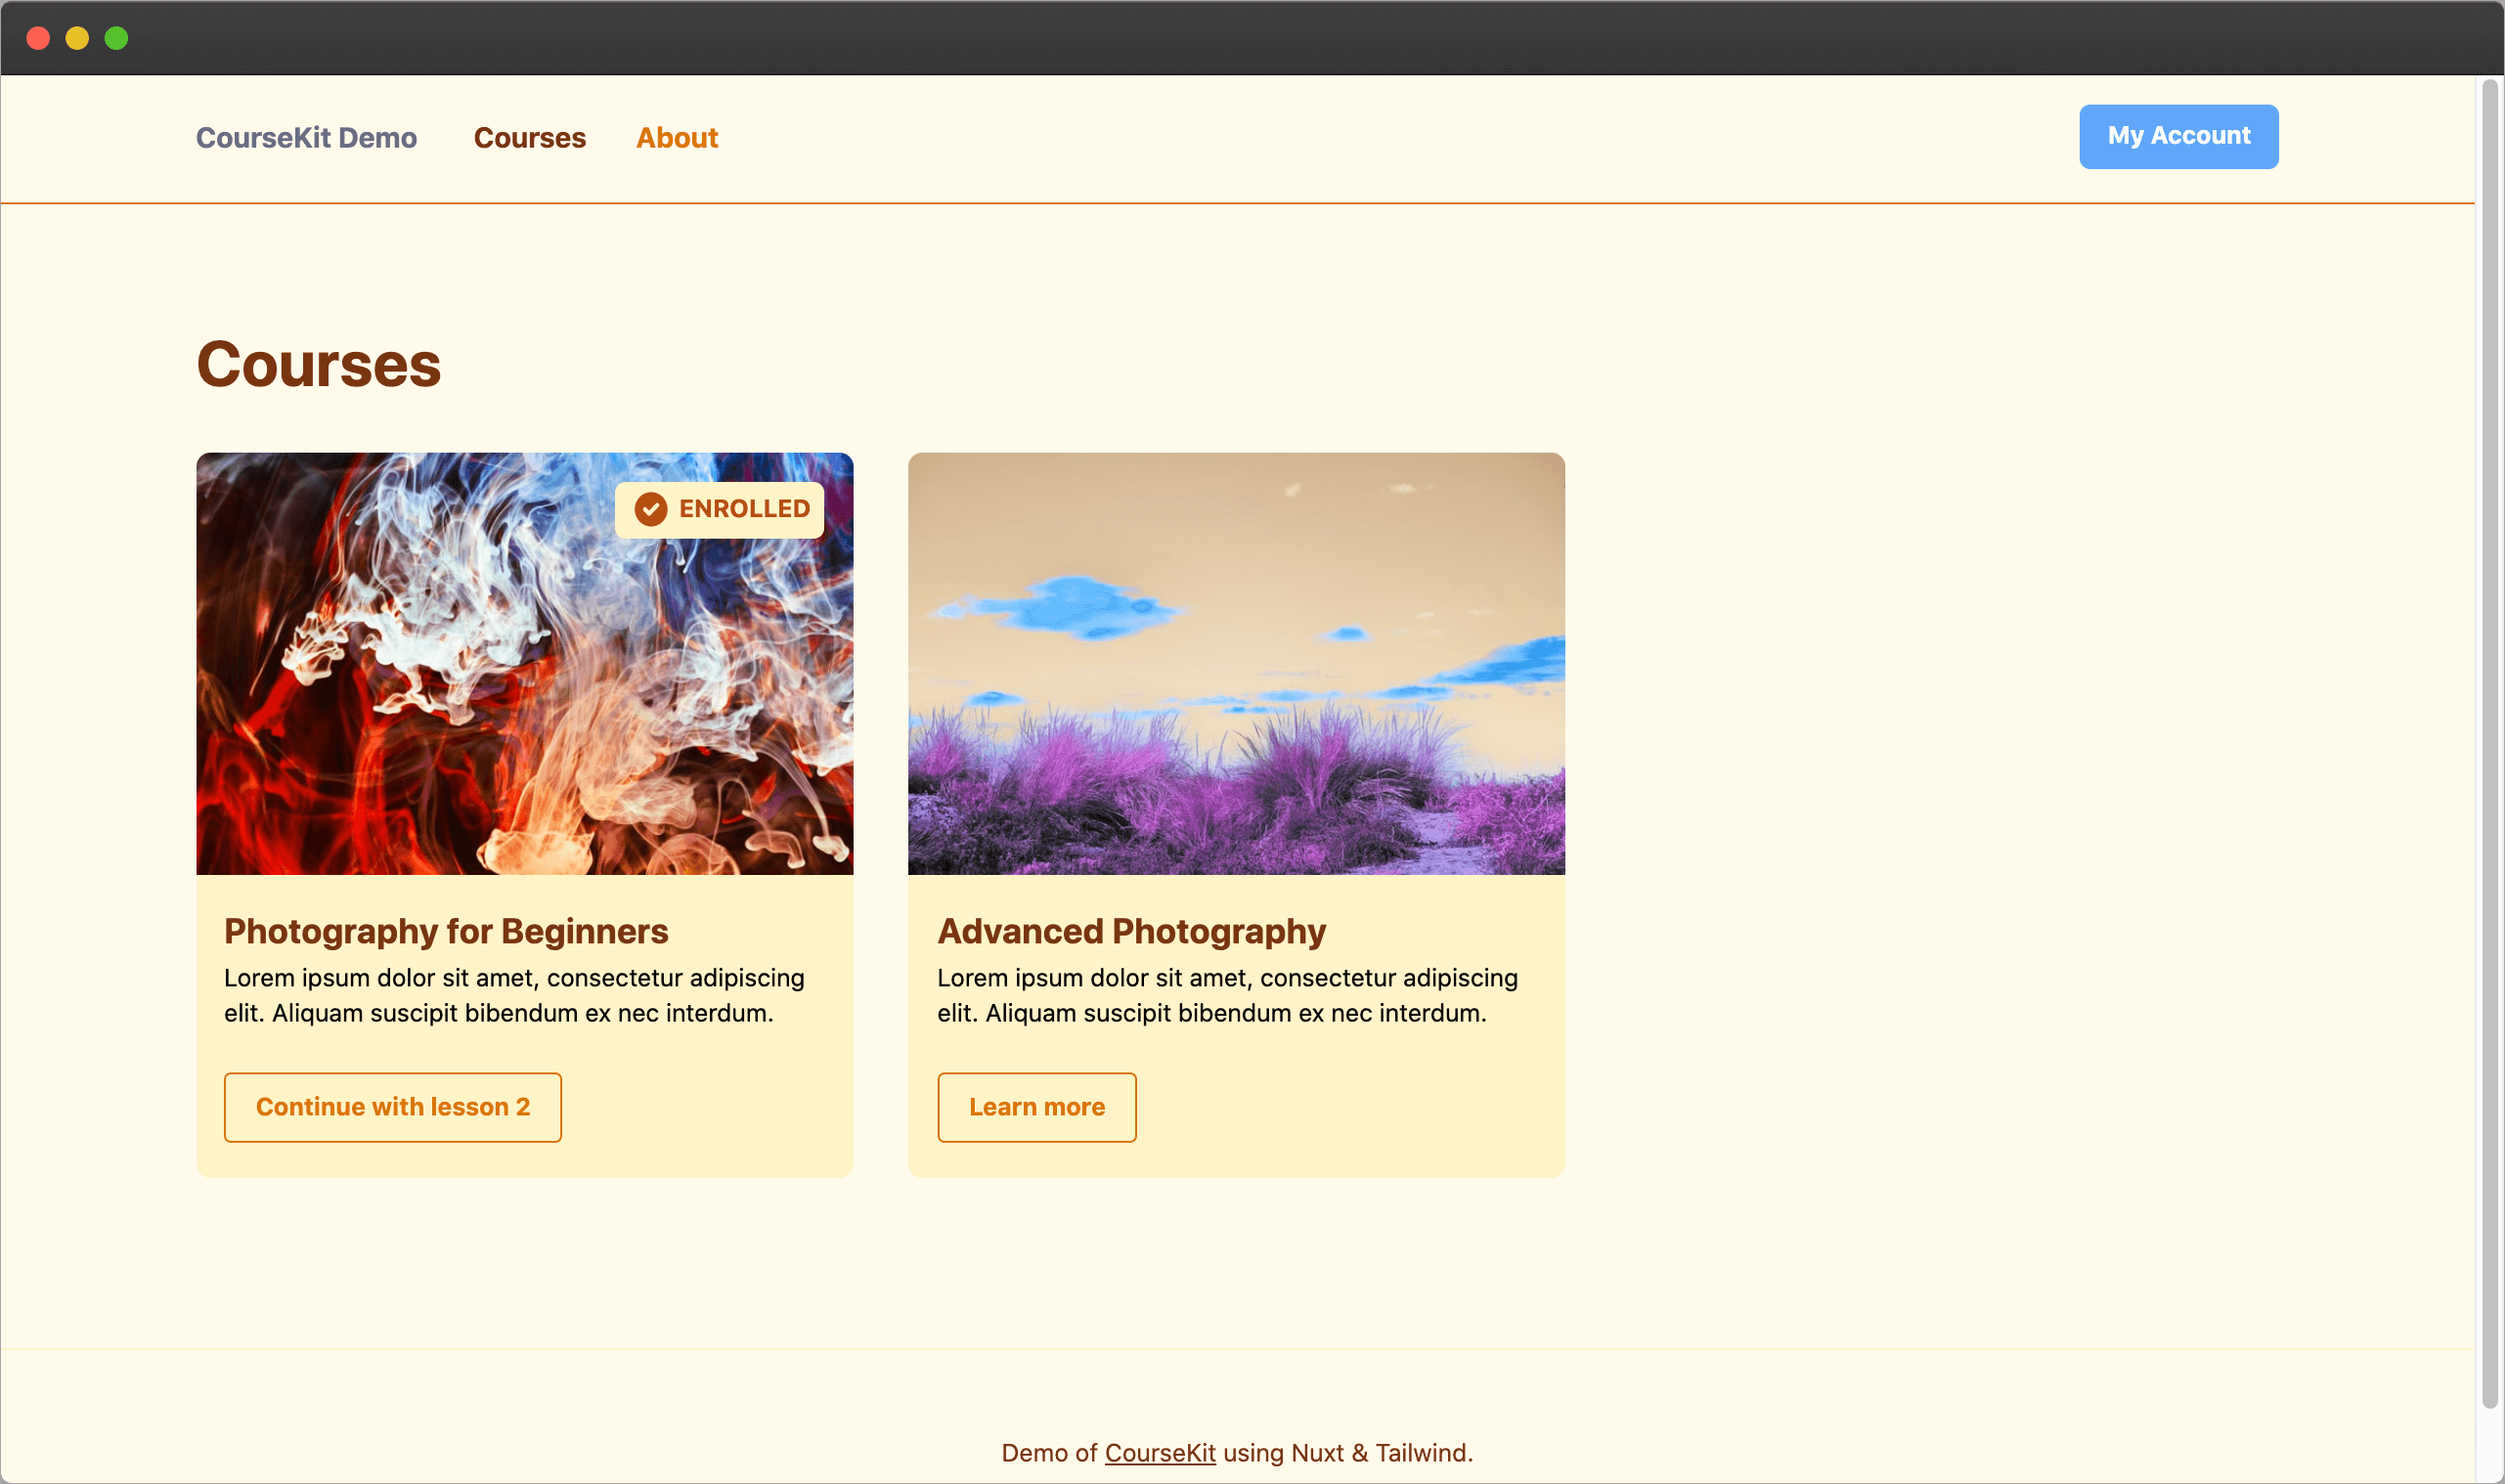 CourseKit Demo Courses About My Account
Courses
ENROLLED
Photography for Beginners
Lorem ipsum dolor sit amet, consectetur adipiscing
elit. Aliquam suscipit bibendum ex nec interdum.
Continue with lesson 2
Advanced Photography
Lorem ipsum dolor sit amet, consectetur adipiscing
elit. Aliquam suscipit bibendum ex nec interdum.
Learn more
Demo of CourseKit using Nuxt & Tailwind.